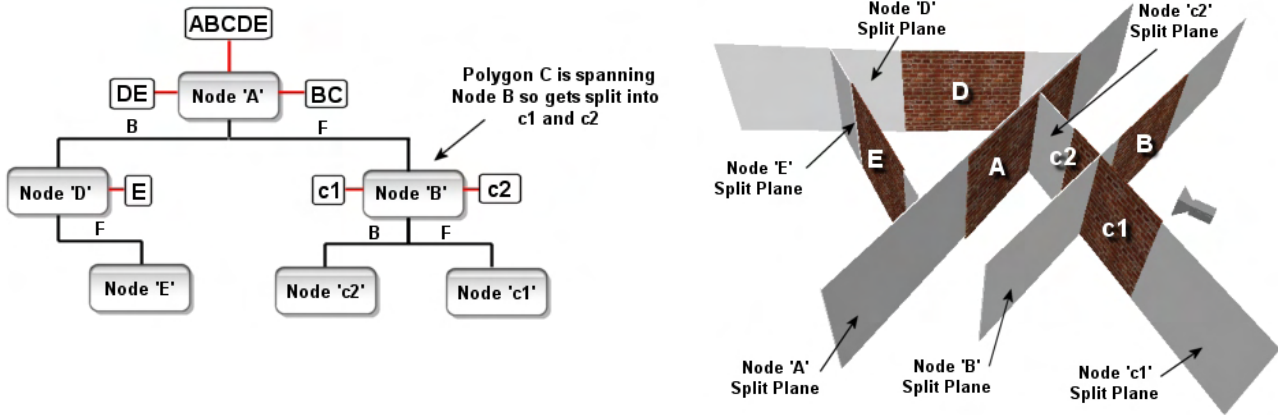 ABCDE
DE
Node 'A'
BC
B
F
Polygon C is spanning
Node B so gets split into
c1 and c2
Node 'D'
E
c1
Node 'B'
c2
F
B
F
Node 'E'
Node 'c2'
Node 'c1'
Node 'D'
Split Plane
Node 'c2'
Split Plane
D
Node 'E'
Split Plane
E
A
c2
B
c1
Node 'A'
Split Plane
Node 'B'
Split Plane
Node 'c1'
Split Plane